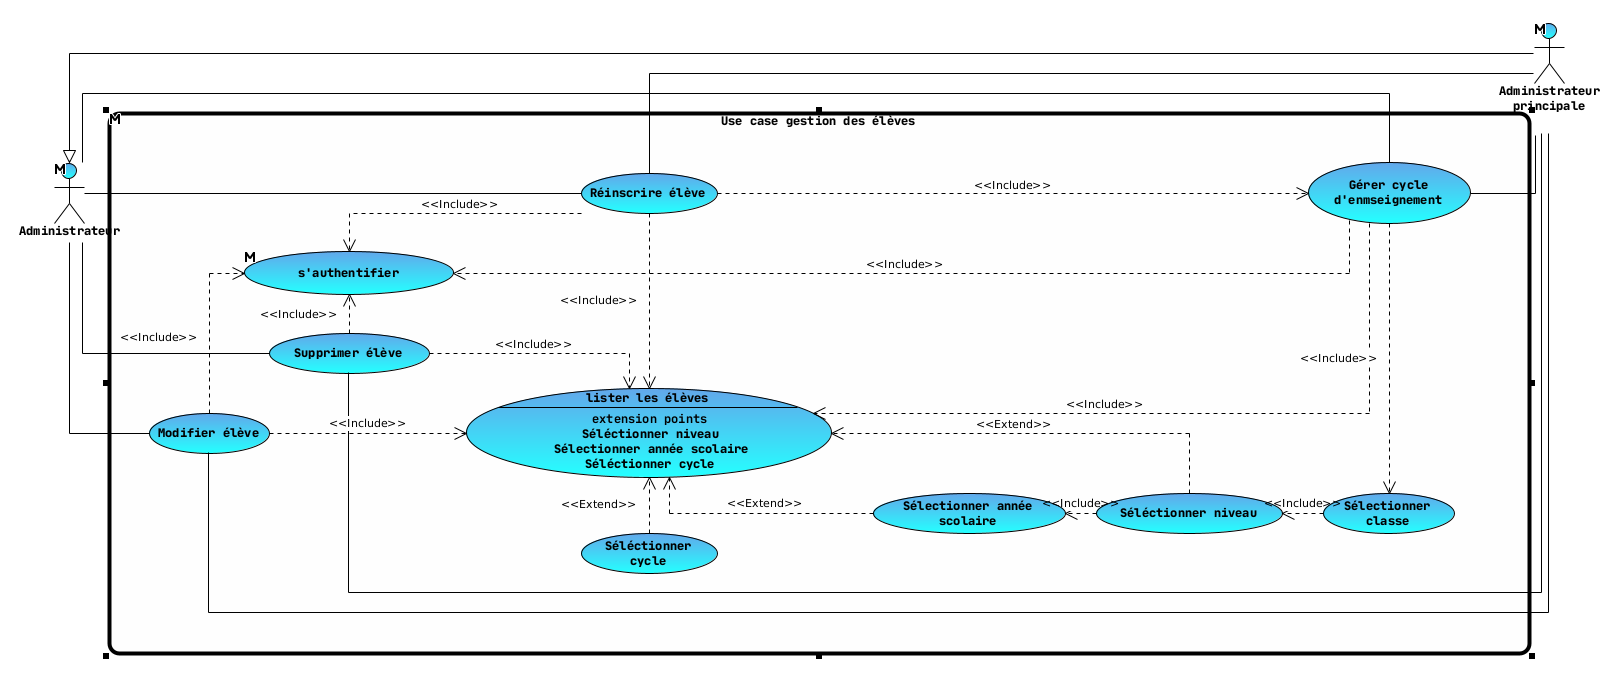 M
Administrateur
principale
M
Use case gestion des élèves
M
Administrateur
Réinscrire élève
<<Include>>
Gérer cycle
d'enmseignement
<<Include>>
M
s'authentifier
<<Include>>
<<Include>>
<<Include>>
<<Include>>
Supprimer élève
<<Include>>
<<Include>>
lister les élèves
extension points
Séléctionner niveau
Sélectionner année scolaire
Séléctionner cycle
<<Include>>
Modifier élève
<<Include>>
<<Extend>>
<<Extend>>
<<Extend>>
Sélectionner année
scolaire
<<Include>>
Séléctionner niveau
<<Include>>
Sélectionner
classe
Séléctionner
cycle